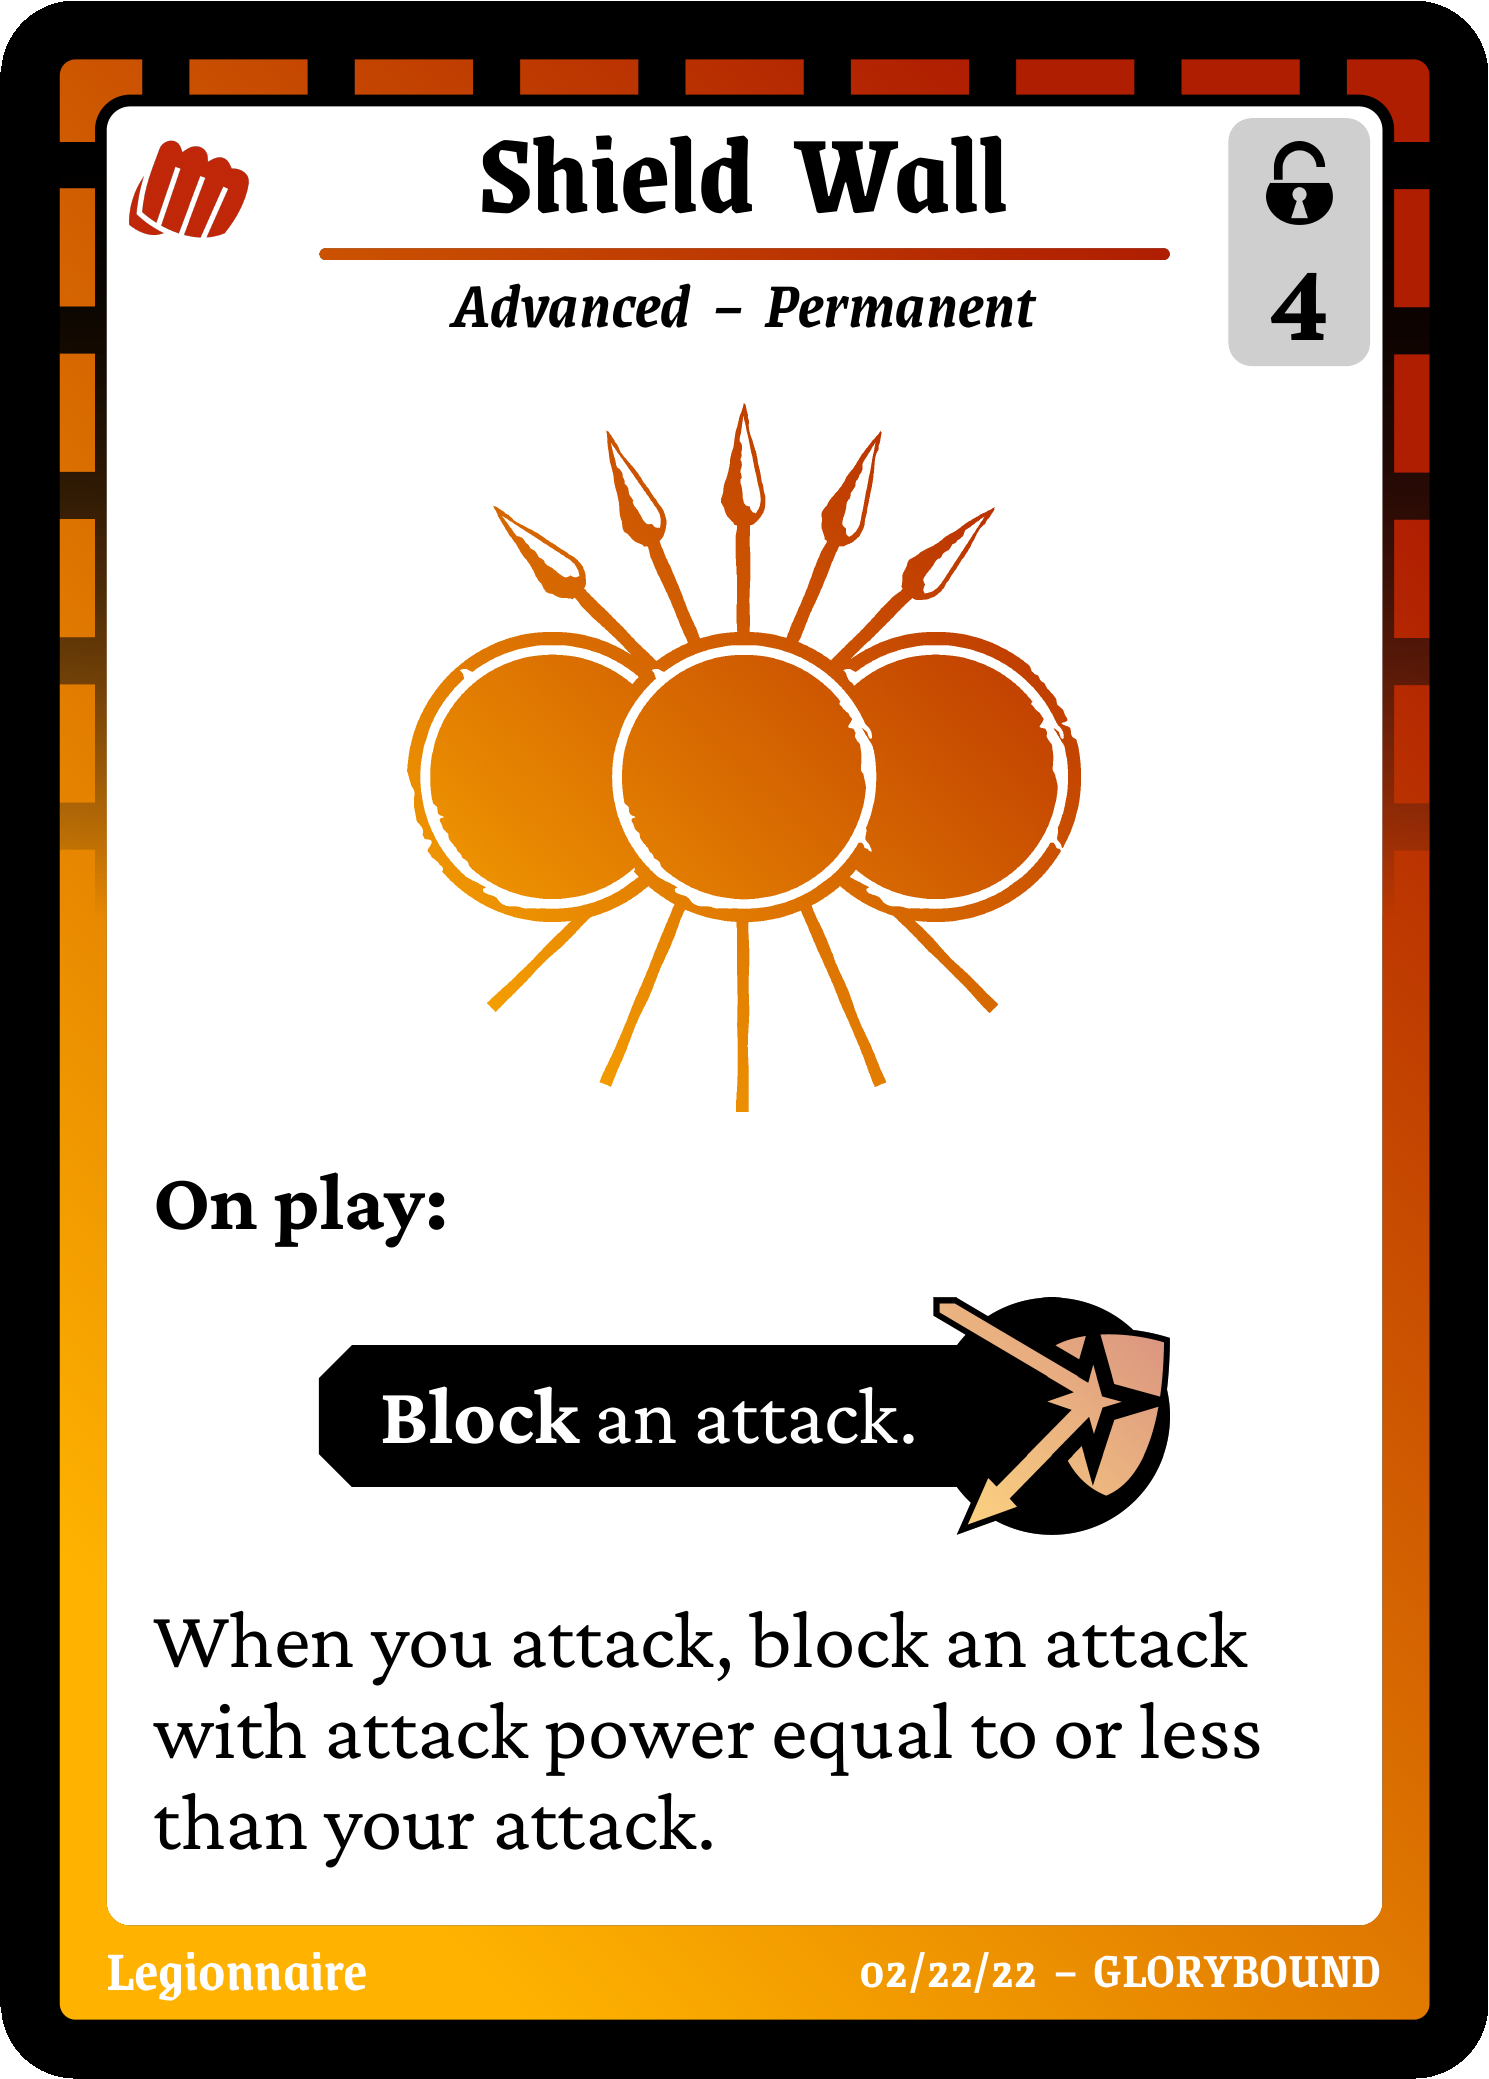 Shield Wall
4
Advanced – Permanent
On play:
Block an attack.
When you attack, block an attack
with attack power equal to or less
than your attack.
Legionnaire
02/22/22 – GLORYBOUND